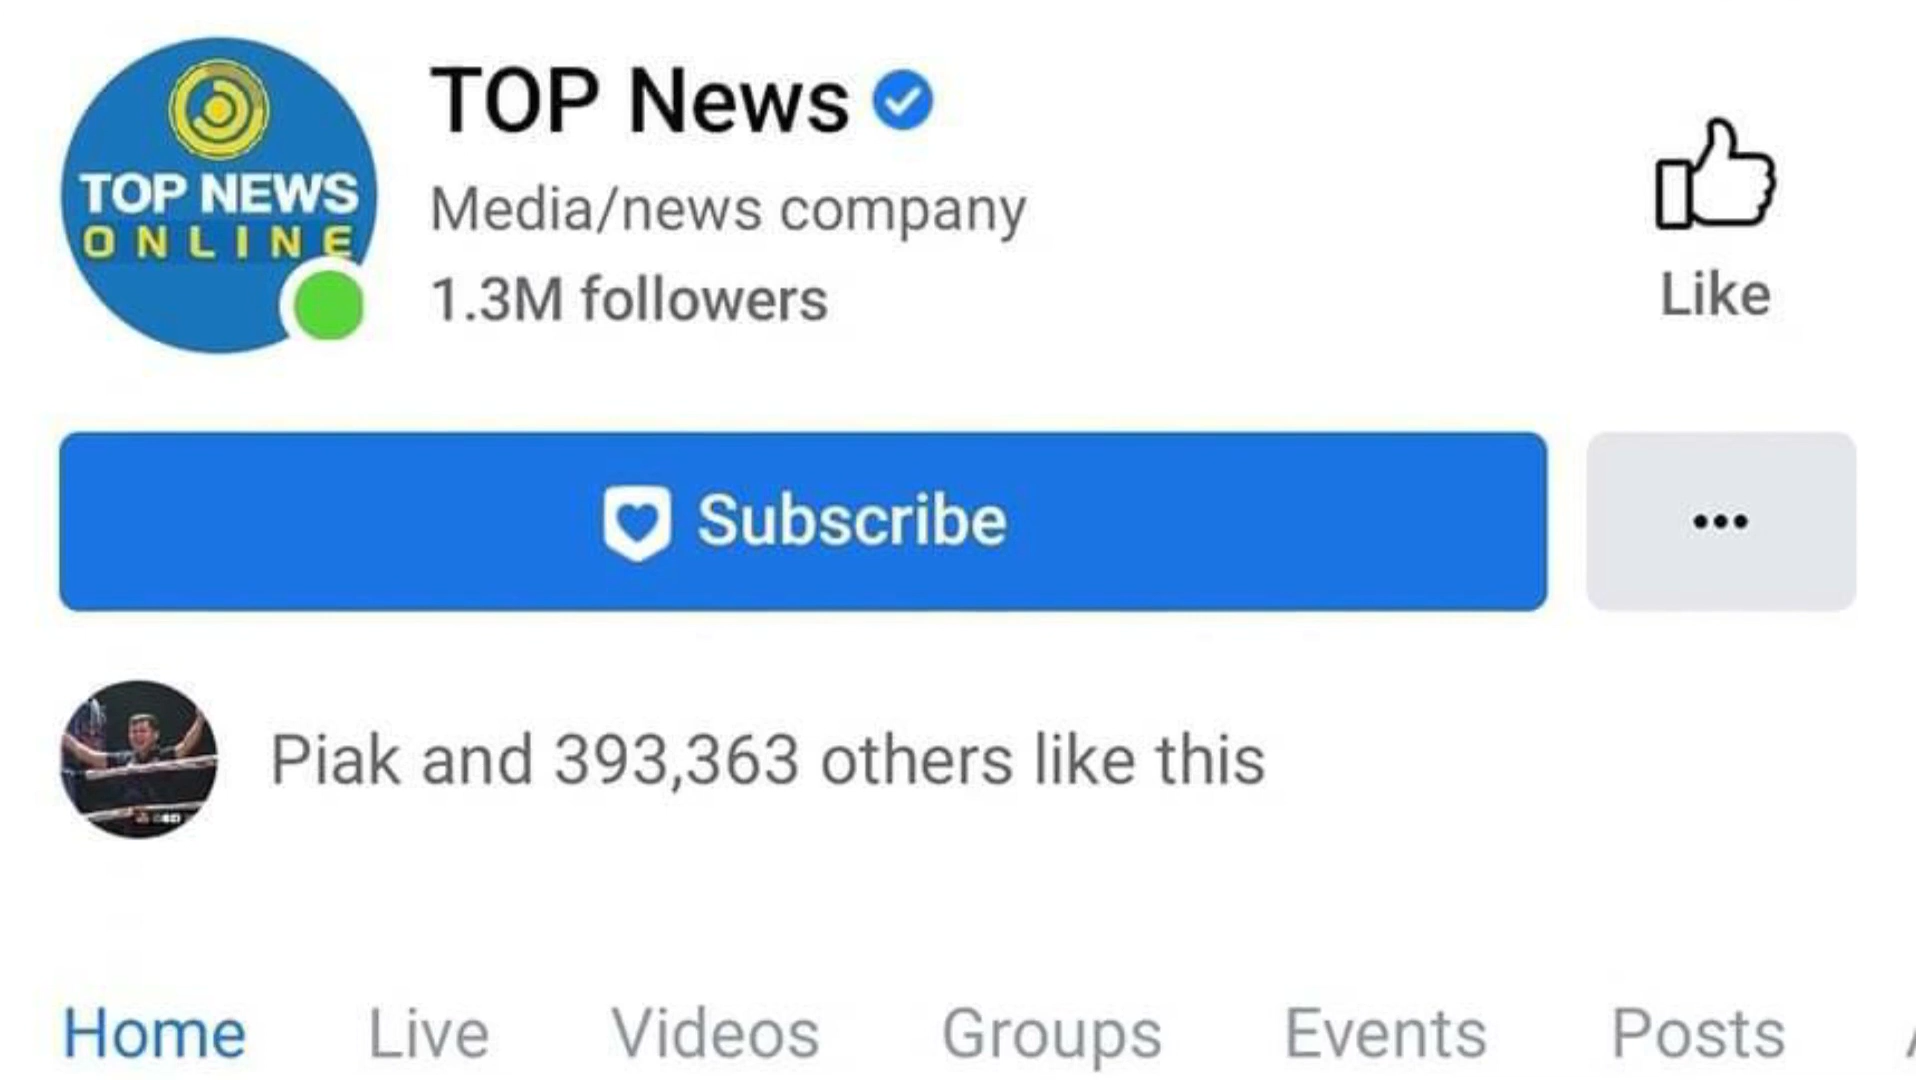 TOP NEWS
ONLINE
TOP News
Media/news company
1.3M followers
Like
Subscribe
Piak and 393,363 others like this
Home Live Videos Groups Events Posts